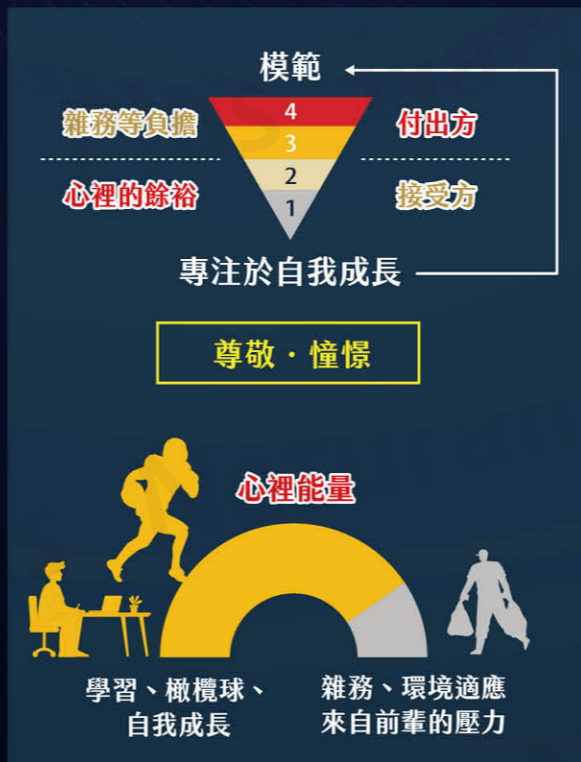 模範
4
雜務等負擔
付出方
3
2
心裡的餘裕
接受方
1
專注於自我成長
尊敬・憧憬
心裡能量
學習、橄欖球、
自我成長
雜務、環境適應
來自前輩的壓力